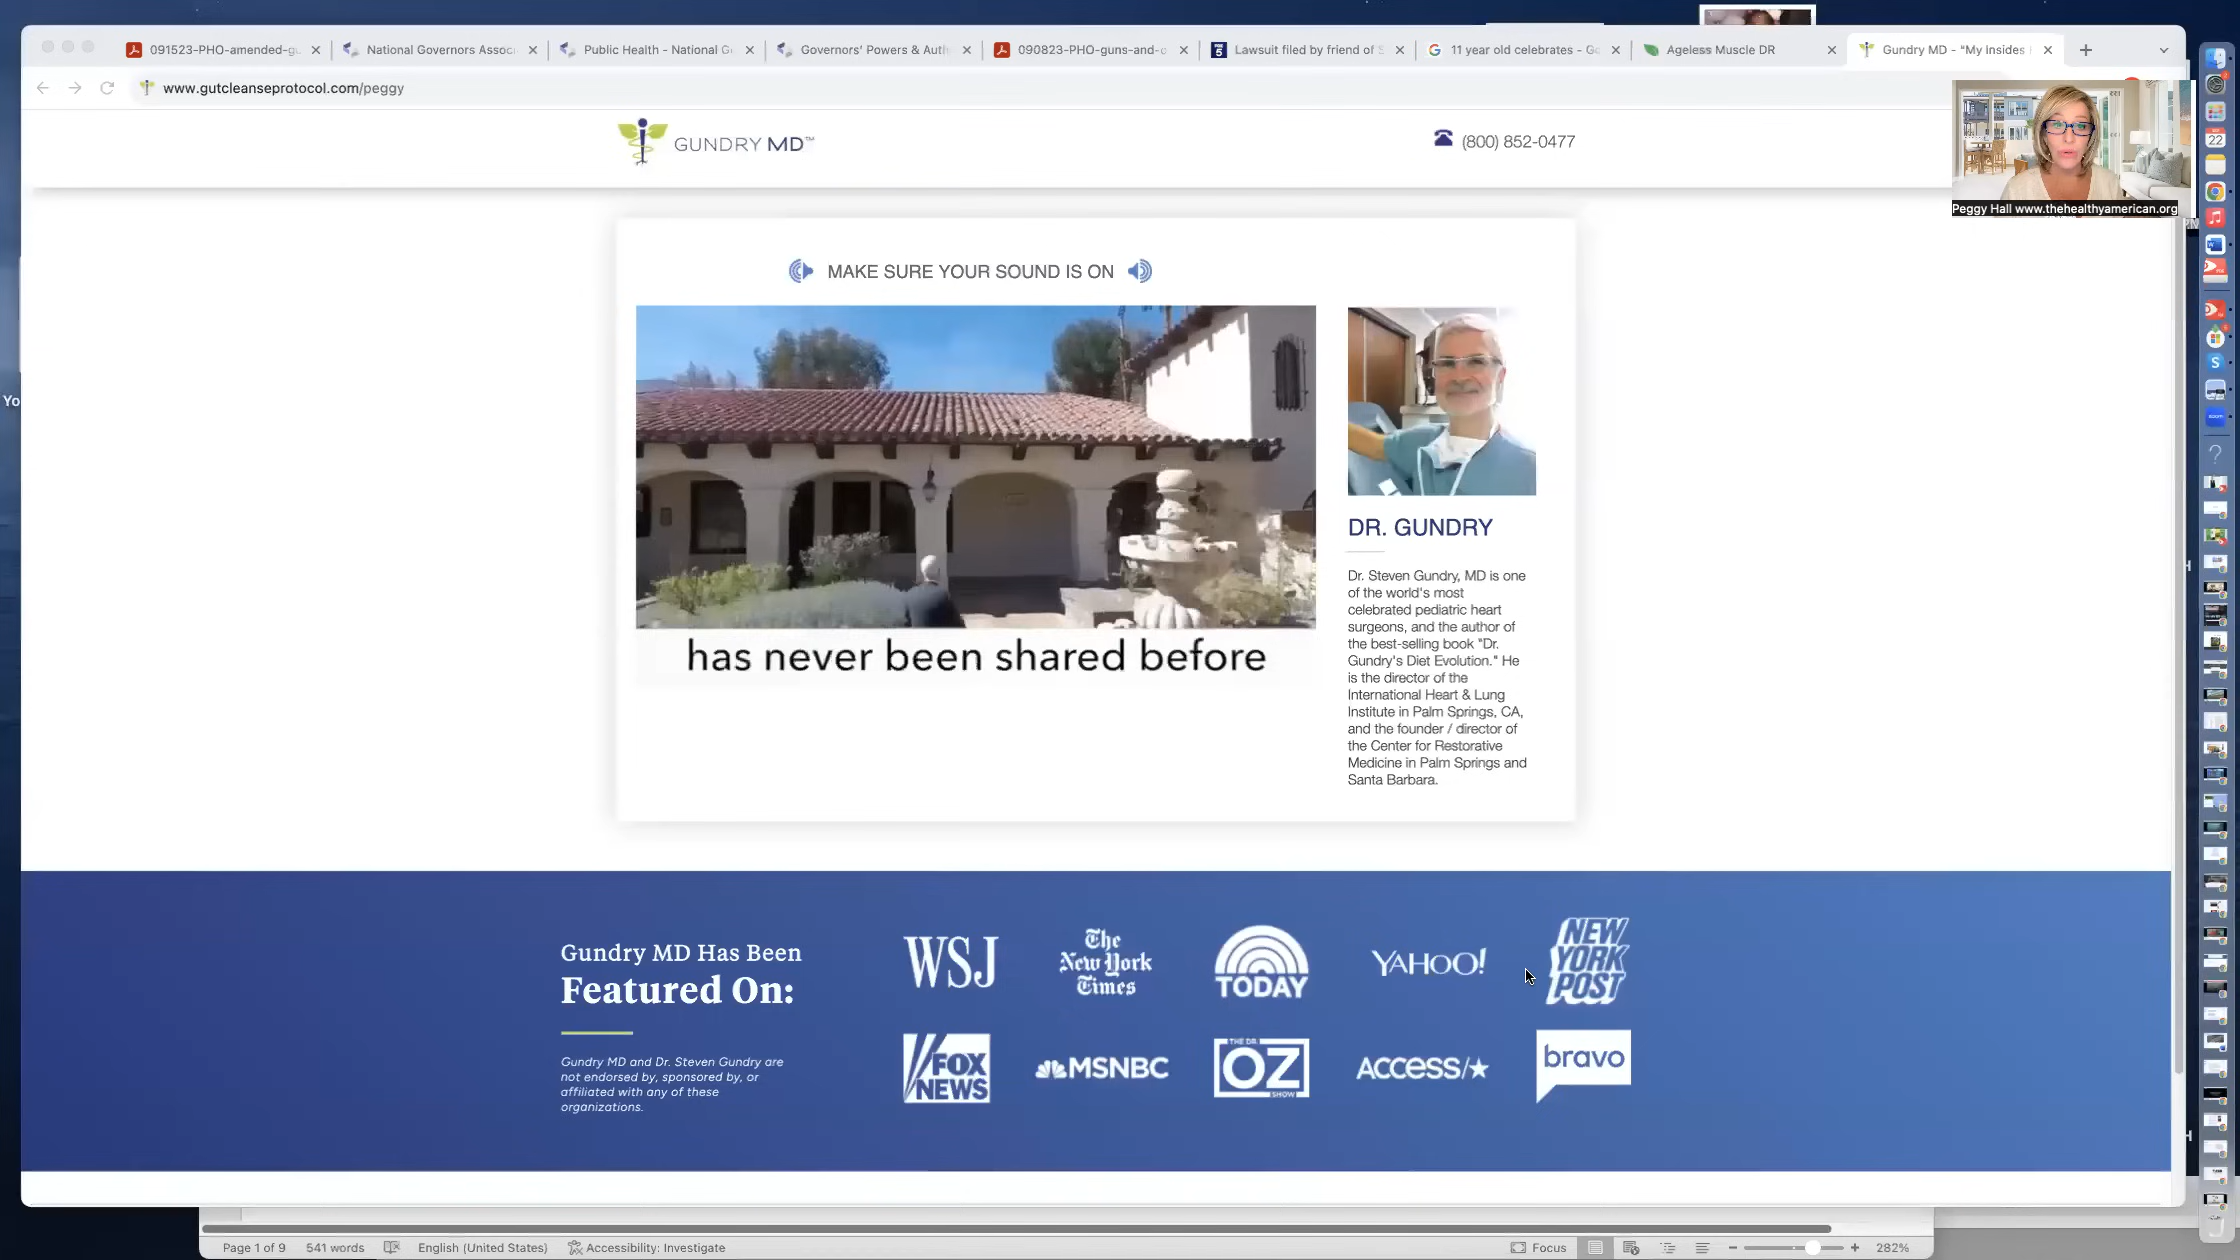 091523-PHO-amended-gu
National Governors Assoc
Public Health - National G
Governors' Powers & Auth
090823-PHO-guns-and-c
Lawsuit filed by friend of S
11 year old celebrates - Go
Ageless Muscle DR
Gundry MD - "My Insides
www.gutcleanseprotocol.com/peggy
GUNDRY MD™
(800) 852-0477
Peggy Hall www.thehealthyamerican.org
22
MAKE SURE YOUR SOUND IS ON
has never been shared before
DR. GUNDRY
Dr. Steven Gundry, MD is one
of the world's most
celebrated pediatric heart
surgeons, and the author of
the best-selling book "Dr.
Gundry's Diet Evolution." He
is the director of the
International Heart & Lung
Institute in Palm Springs, CA,
and the founder / director of
the Center for Restorative
Medicine in Palm Springs and
Santa Barbara.
Yo
Gundry MD Has Been
Featured On:
Gundry MD and Dr. Steven Gundry are
not endorsed by, sponsored by, or
affiliated with any of these
organizations.
WSJ
The
New York
Times
TODAY
YAHOO!
NEW
YORK
POST
FOX
NEWS
MSNBC
THE DR.
OZ
SHOW
ACCESS
bravo
Page 1 of 9
541 words
English (United States)
Accessibility: Investigate
Focus
282%